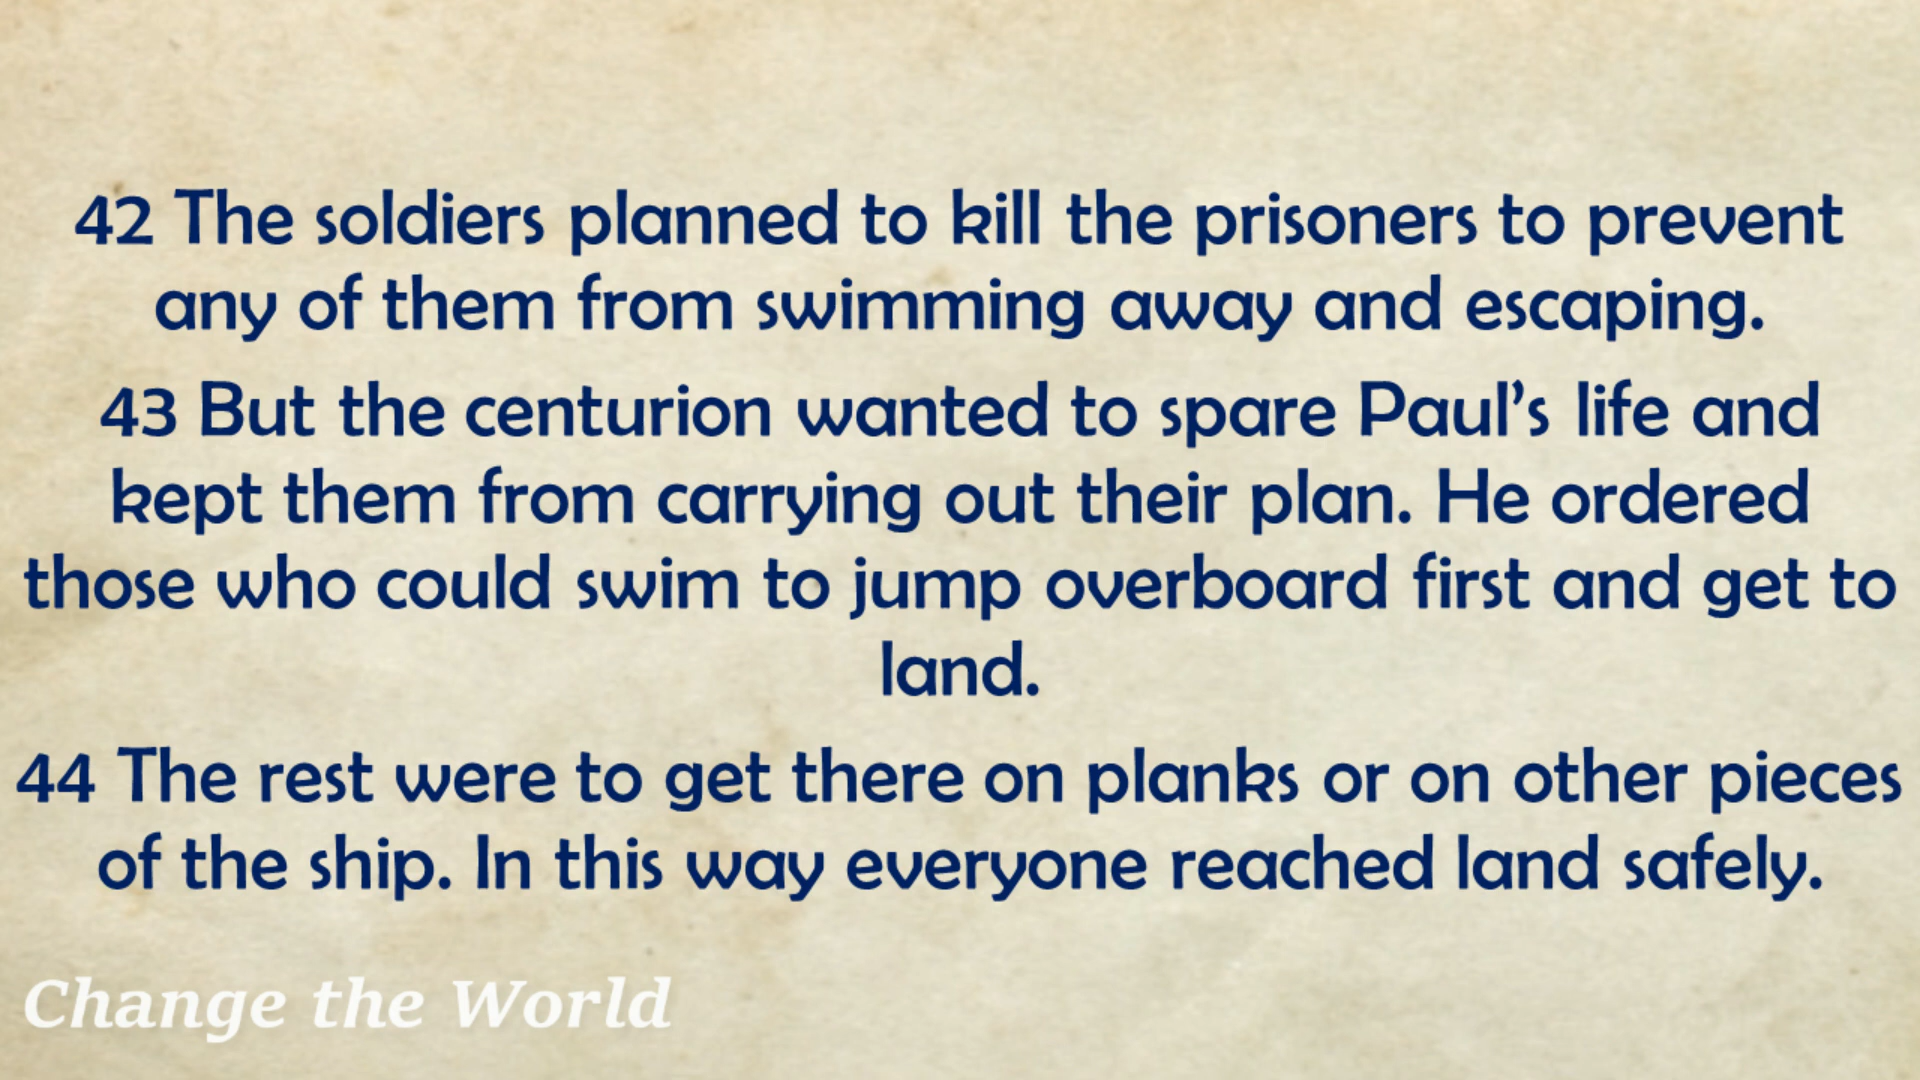 42 The soldiers planned to kill the prisoners to prevent
any of them from swimming away and escaping.
43 But the centurion wanted to spare Paul’s life and
kept them from carrying out their plan. He ordered
those who could swim to jump overboard first and get to
land.
44 The rest were to get there on planks or on other pieces
of the ship. In this way everyone reached land safely.
Change the World